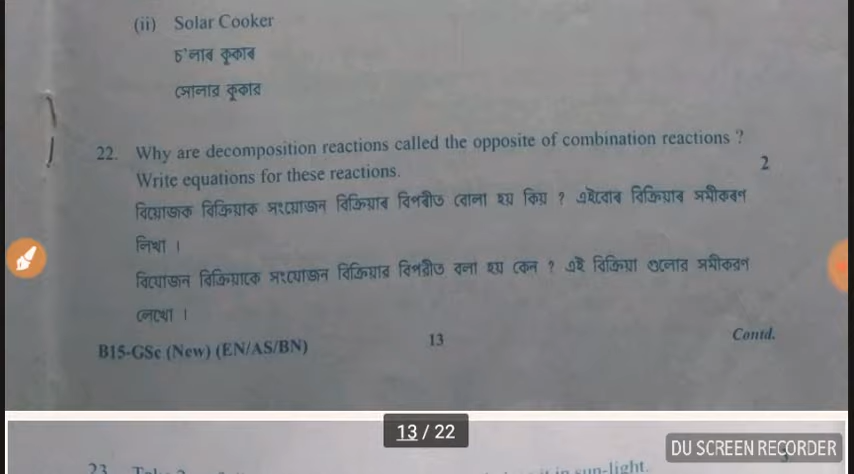 (ii) Solar Cooker
চ'লাৰ কুকাৰ
সোলার কুকার
22. Why are decomposition reactions called the opposite of combination reactions ?
Write equations for these reactions.
2
বিয়োজক বিক্ৰিয়াক সংযোজন বিক্ৰিয়াৰ বিপৰীত বোলা হয় কিয় ? এইবোৰ বিক্ৰিয়াৰ সমীকৰণ
লিখা ।
বিযোজন বিক্রিয়াকে সংযোজন বিক্রিয়ার বিপরীত বলা হয় কেন ? এই বিক্রিয়া গুলোর সমীকরণ
লেখো ।
B15-GSc (New) (EN/AS/BN)
13
Contd.
13 / 22
DU SCREEN RECORDER
23
in sun-light.